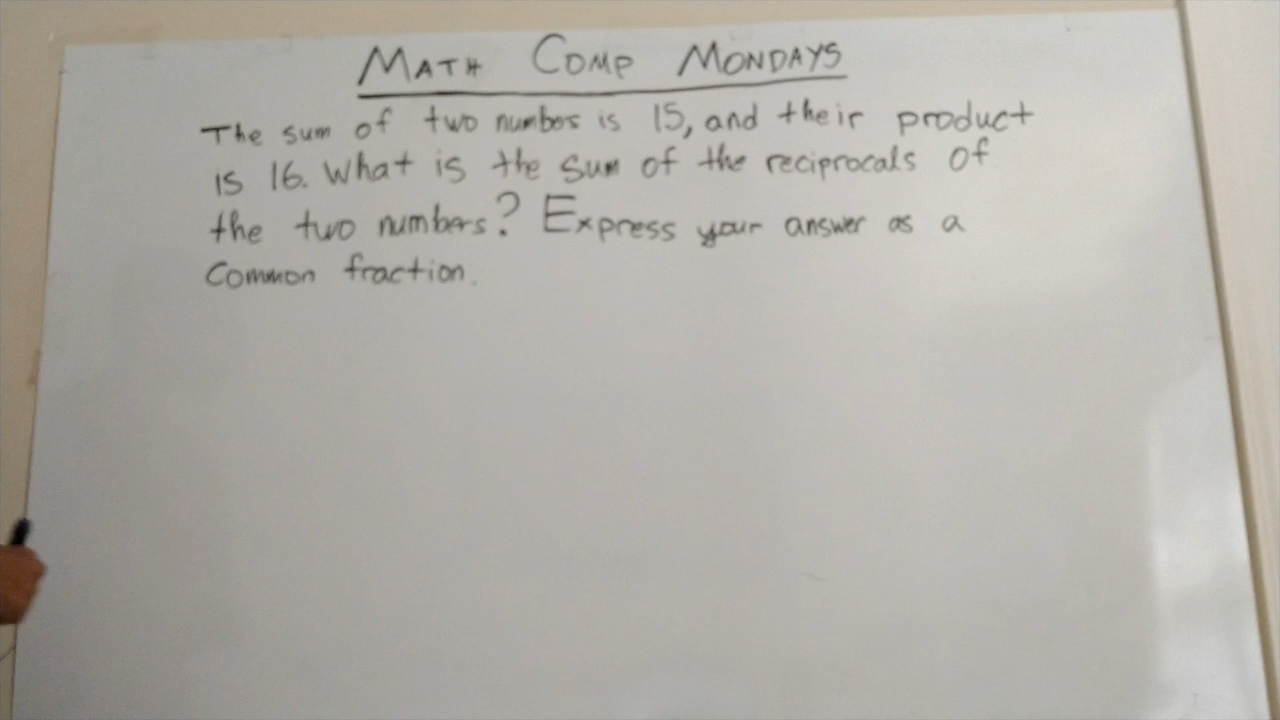 MATH COMP MONDAYS
The sum of two numbers is 15, and their product
is 16. What is the sum of the reciprocals of
the two numbers? Express your answer as a
Common fraction.